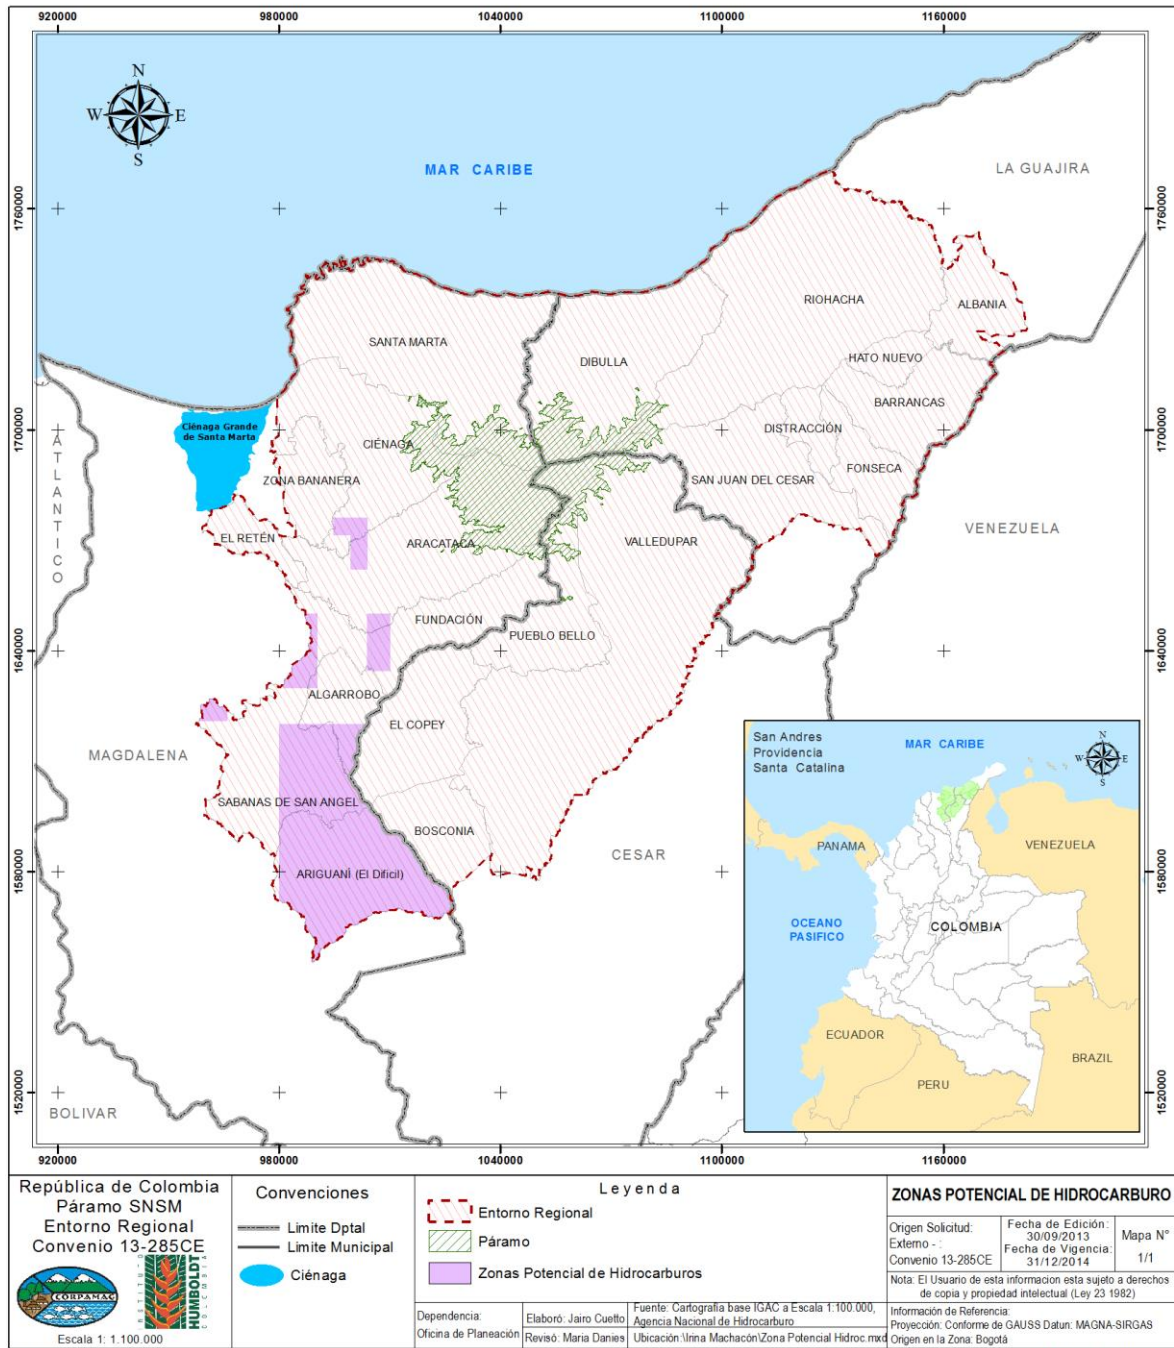 920000
980000
1040000
1100000
1160000
N
W
E
S
MAR CARIBE
LA GUAJIRA
1760000
1760000
RIOHACHA
ALBANIA
SANTA MARTA
DIBULLA
HATO NUEVO
BARRANCAS
Ciénaga Grande
de Santa Marta
CIÉNAGA
DISTRACCIÓN
1700000
1700000
ATLANTICO
ZONA BANANERA
SAN JUAN DEL CESAR
FONSECA
EL RETÉN
ARACATACA
VALLEDUPAR
VENEZUELA
FUNDACIÓN
PUEBLO BELLO
1640000
1640000
ALGARROBO
EL COPEY
MAGDALENA
SABANAS DE SAN ANGEL
BOSCONIA
CESAR
ARIGUANÍ (El Dificil)
1580000
1580000
BOLIVAR
1520000
1520000
San Andres
Providencia
Santa Catalina
MAR CARIBE
N
W
E
S
PANAMA
VENEZUELA
OCEANO
PASIFICO
COLOMBIA
ECUADOR
PERU
BRAZIL
920000
980000
1040000
1100000
1160000
República de Colombia
Páramo SNSM
Entorno Regional
Convenio 13-285CE
CORPAMAG
INSTITUTO
HUMBOLDT
COLOMBIA
Escala 1: 1.100.000
Convenciones
Limite Dptal
Limite Municipal
Ciénaga
Leyenda
Entorno Regional
Páramo
Zonas Potencial de Hidrocarburos
Dependencia:
Oficina de Planeación
Elaboró: Jairo Cuetto
Revisó: Maria Danies
Fuente: Cartografia base IGAC a Escala 1:100.000,
Agencia Nacional de Hidrocarburo
Ubicación:\Irina Machacón\Zona Potencial Hidroc.mxd
ZONAS POTENCIAL DE HIDROCARBURO
Origen Solicitud:
Externo - :
Convenio 13-285CE
Fecha de Edición:
30/09/2013
Fecha de Vigencia:
31/12/2014
Mapa N°
1/1
Nota: El Usuario de esta informacion esta sujeto a derechos
de copia y propiedad intelectual (Ley 23 1982)
Información de Referencia:
Proyección: Conforme de GAUSS Datun: MAGNA-SIRGAS
Origen en la Zona: Bogotá